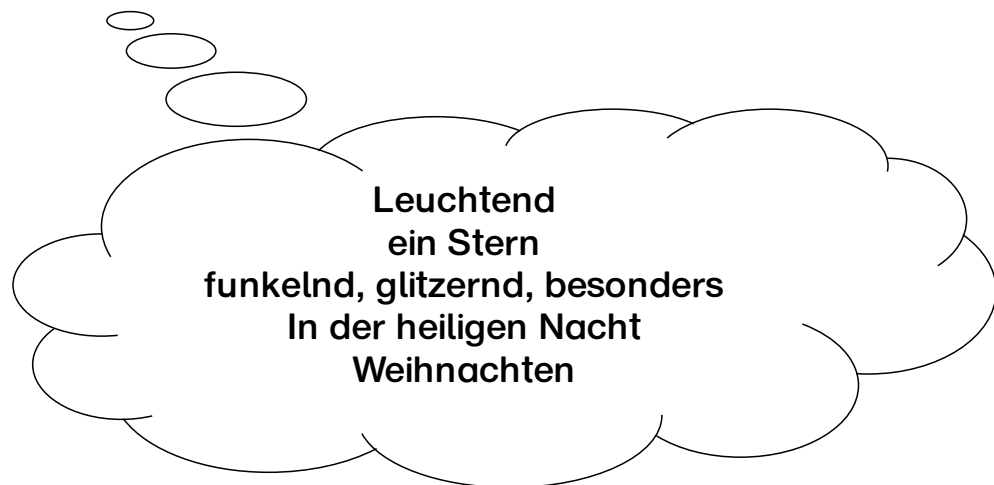 Leuchtend
ein Stern
funkelnd, glitzernd, besonders
In der heiligen Nacht
Weihnachten